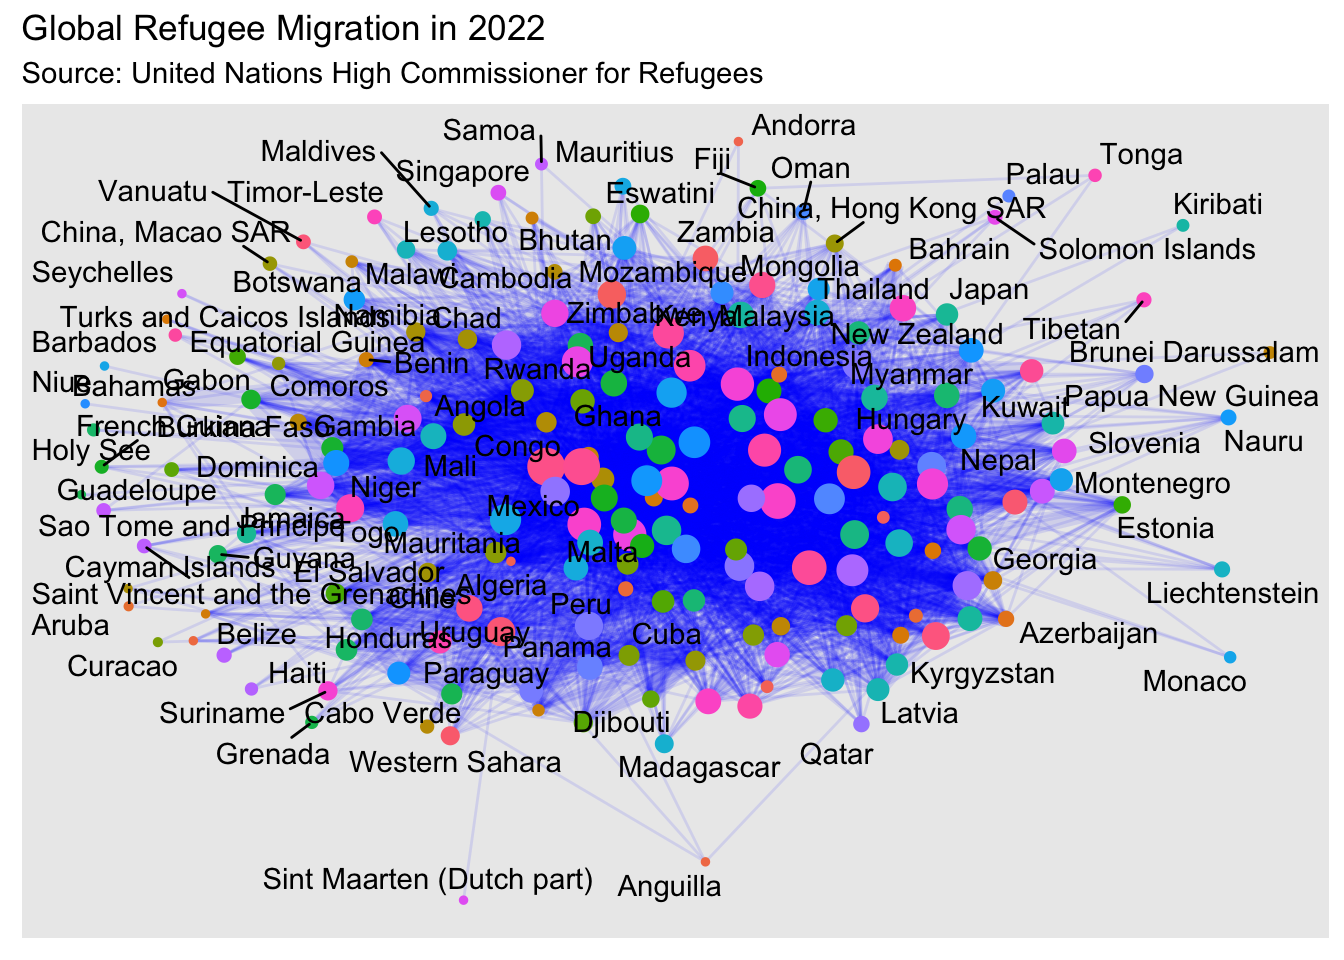 Global Refugee Migration in 2022
Source: United Nations High Commissioner for Refugees
Andorra
Samoa
Maldives
Mauritius
Fiji
Tonga
Singapore
Oman
Palau
Vanuatu
Timor-Leste
Eswatini
Kiribati
China, Hong Kong SAR
China, Macao SAR
Lesotho
Bhutan
Zambia
Bahrain
Solomon Islands
Seychelles
Botswana
Malawi
Cambodia
Mozambique
Mongolia
Thailand
Japan
Turks and Caicos Islands
Namibia
Chad
Zimbabwe
Kenya
Malaysia
New Zealand
Tibetan
Barbados
Equatorial Guinea
Benin
Rwanda
Uganda
Indonesia
Brunei Darussalam
Niue
Bahamas
Gabon
Comoros
Myanmar
Papua New Guinea
Angola
Ghana
Kuwait
French Guiana
Burkina Faso
Gambia
Hungary
Nauru
Holy See
Congo
Slovenia
Dominica
Mali
Nepal
Guadeloupe
Niger
Mexico
Montenegro
Sao Tome and Principe
Jamaica
Togo
Estonia
Mauritania
Malta
Guyana
Georgia
Cayman Islands
El Salvador
Algeria
Liechtenstein
Saint Vincent and the Grenadines
Chile
Peru
Aruba
Belize
Honduras
Uruguay
Panama
Cuba
Azerbaijan
Curacao
Haiti
Paraguay
Kyrgyzstan
Monaco
Suriname
Cabo Verde
Djibouti
Latvia
Grenada
Western Sahara
Madagascar
Qatar
Sint Maarten (Dutch part)
Anguilla